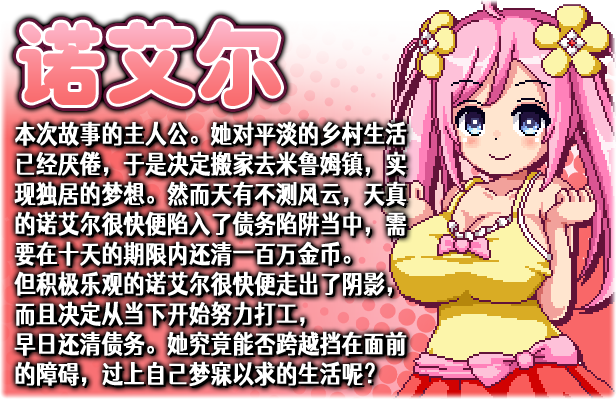 诺艾尔
本次故事的主人公。她对平淡的乡村生活
已经厌倦，于是决定搬家去米鲁姆镇，实
现独居的梦想。然而天有不测风云，天真
的诺艾尔很快便陷入了债务陷阱当中，需
要在十天的期限内还清一百万金币。
但积极乐观的诺艾尔很快便走出了阴影，
而且决定从当下开始努力打工，
早日还清债务。她究竟能否跨越挡在面前
的障碍，过上自己梦寐以求的生活呢？